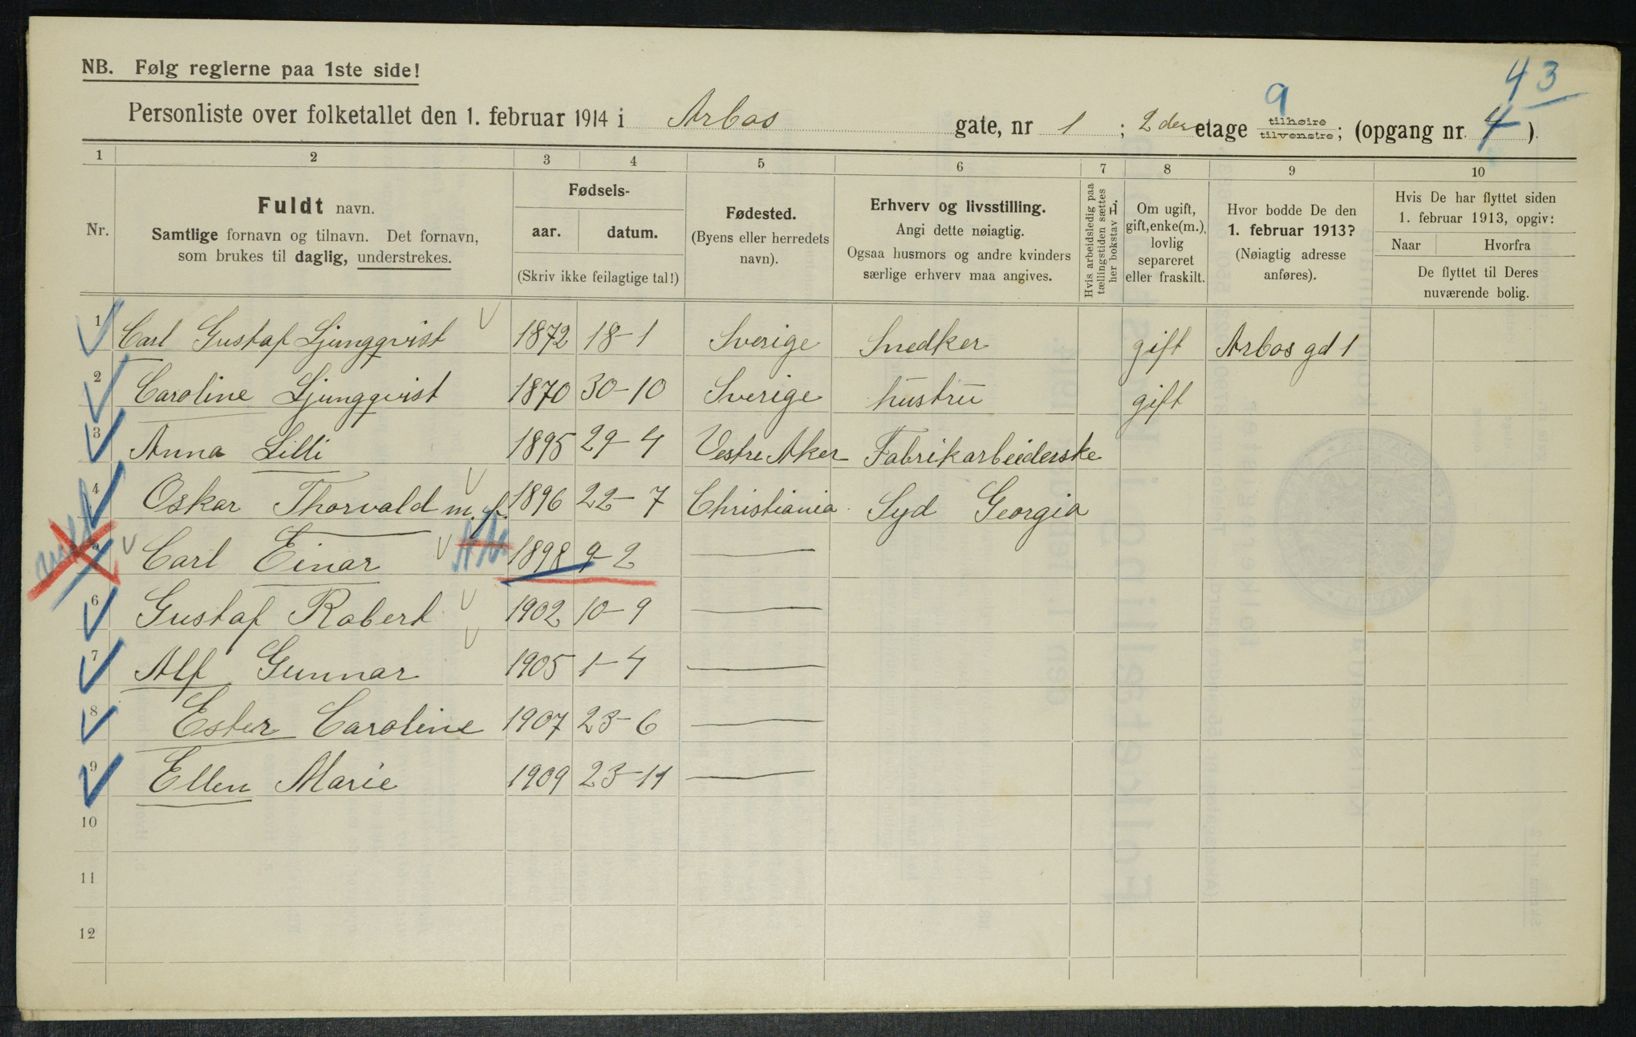 43
NB. Følg reglerne paa 1ste side!
Personliste over folketallet den 1. februar 1914 i Arbos gate, nr 1 ; 2den etage 9 tilhøire tilvenstre ; (opgang nr. 4 ).
1 2 3 4 5 6 7 8 9 10
Nr.
Fuldt navn.
Samtlige fornavn og tilnavn. Det fornavn,
som brukes til daglig, understrekes.
Fødsels-
aar. datum.
(Skriv ikke feilagtige tal!)
Fødested.
(Byens eller herredets
navn).
Erhverv og livsstilling.
Angi dette nøiagtig.
Ogsaa husmors og andre kvinders
særlige erhverv maa angives.
Hvis arbeidsledig paa
tællingstiden sættes
her bokstav L.
Om ugift,
gift, enke(m.),
lovlig
separeret
eller fraskilt.
Hvor bodde De den
1. februar 1913?
(Nøiagtig adresse
anføres).
Hvis De har flyttet siden
1. februar 1913, opgiv:
Naar Hvorfra
De flyttet til Deres
nuværende bolig.
1 Carl Gustaf Ljungqvist 1872 18-1 Sverige Snedker gift Arbos gd 1
2 Caroline Ljungqvist 1870 30-10 Sverige hustru gift
3 Anna Lilli 1895 29-4 Vestre Aker Fabrikarbeiderske
4 Oskar Thorvald m. f. 1896 22-7 Christiania Syd Georgia
Carl Einar 1898 9-2 —
6 Gustaf Robert 1902 10-9 —
7 Alf Gunnar 1905 1-4 —
8 Ester Caroline 1907 23-6 —
9 Ellen Marie 1909 23-11 —
10
11
12